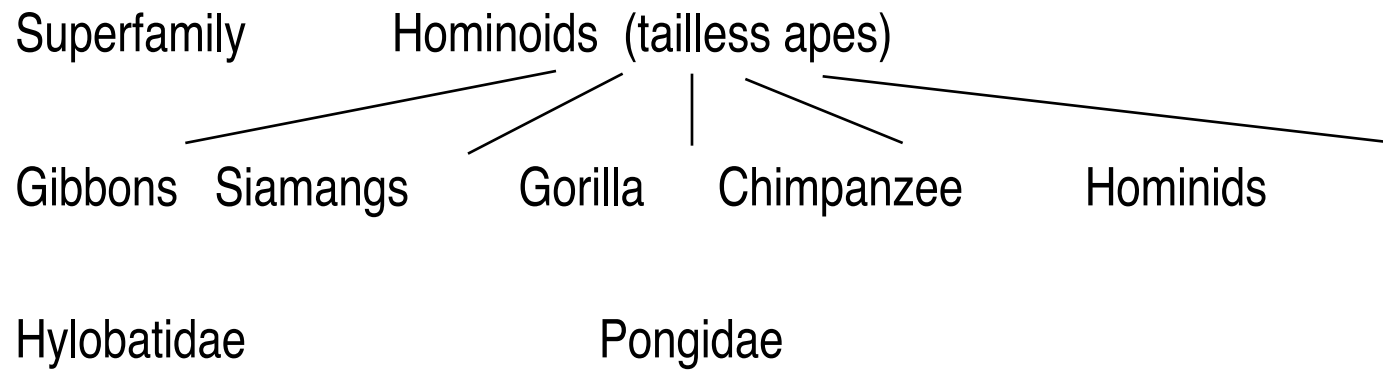 Superfamily Hominoids (tailless apes)
Gibbons Siamangs Gorilla Chimpanzee Hominids
Hylobatidae Pongidae